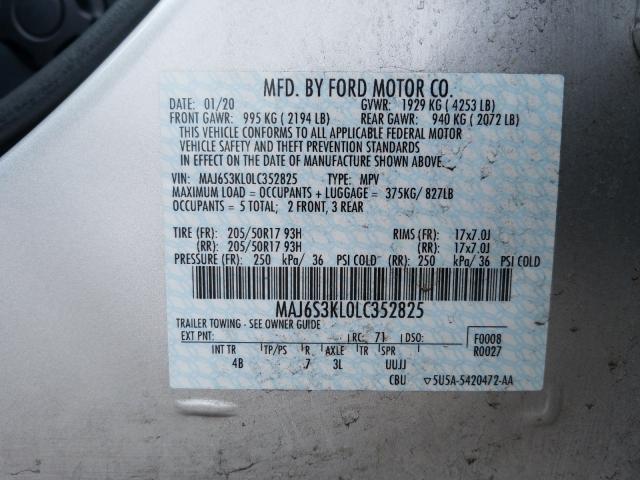 MFD. BY FORD MOTOR CO.
DATE: 01/20 GVWR: 1929 KG ( 4253 LB)
FRONT GAWR: 995 KG ( 2194 LB) REAR GAWR: 940 KG ( 2072 LB)
THIS VEHICLE CONFORMS TO ALL APPLICABLE FEDERAL MOTOR
VEHICLE SAFETY AND THEFT PREVENTION STANDARDS
IN EFFECT ON THE DATE OF MANUFACTURE SHOWN ABOVE.
VIN: MAJ6S3KL0LC352825 TYPE: MPV
MAXIMUM LOAD = OCCUPANTS + LUGGAGE = 375KG/ 827LB
OCCUPANTS = 5 TOTAL; 2 FRONT, 3 REAR
TIRE (FR): 205/50R17 93H RIMS (FR): 17x7.0J
(RR): 205/50R17 93H (RR): 17x7.0J
PRESSURE (FR): 250 kPa/ 36 PSI COLD (RR): 250 kPa/ 36 PSI COLD
MAJ6S3KL0LC352825
TRAILER TOWING - SEE OWNER GUIDE
EXT PNT: RC: 71 DSO: F0008
R0027
INT TR TP/PS R AXLE TR SPR
4B 7 3L UUJJ
CBU ▽5U5A-5420472-AA